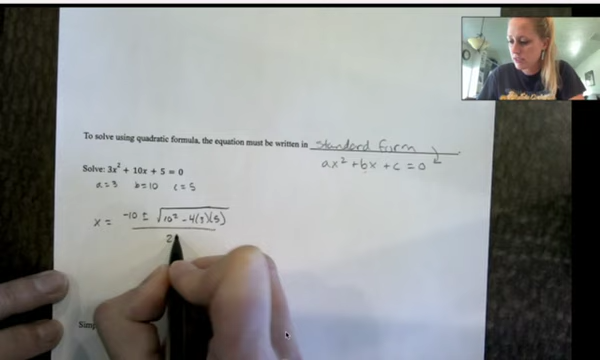 To solve using quadratic formula, the equation must be written in standard form,
ax² + bx + c = 0
Solve: 3x² + 10x + 5 = 0
a=3 b=10 c=5
x = -10 ± √10² - 4(3)(5)
2
Simp